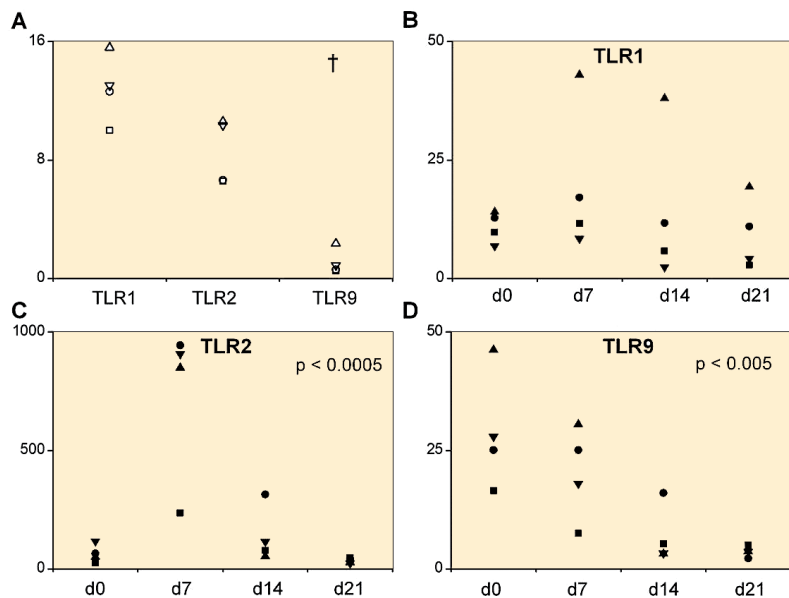 A
16
†
8
0
TLR1 TLR2 TLR9
B
50
TLR1
25
0
d0 d7 d14 d21
C
1000
TLR2
p < 0.0005
500
0
d0 d7 d14 d21
D
50
TLR9
p < 0.005
25
0
d0 d7 d14 d21